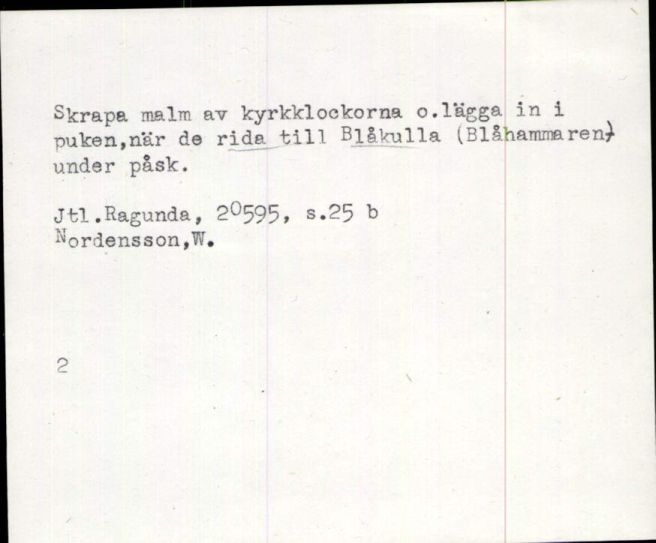 Skrapa malm av kyrkklockorna o.lägga in i
puken,när de rida till Blåkulla (Blåhammaren)
under påsk.
Jtl.Ragunda, 20595, s.25 b
Nordensson,W.
2